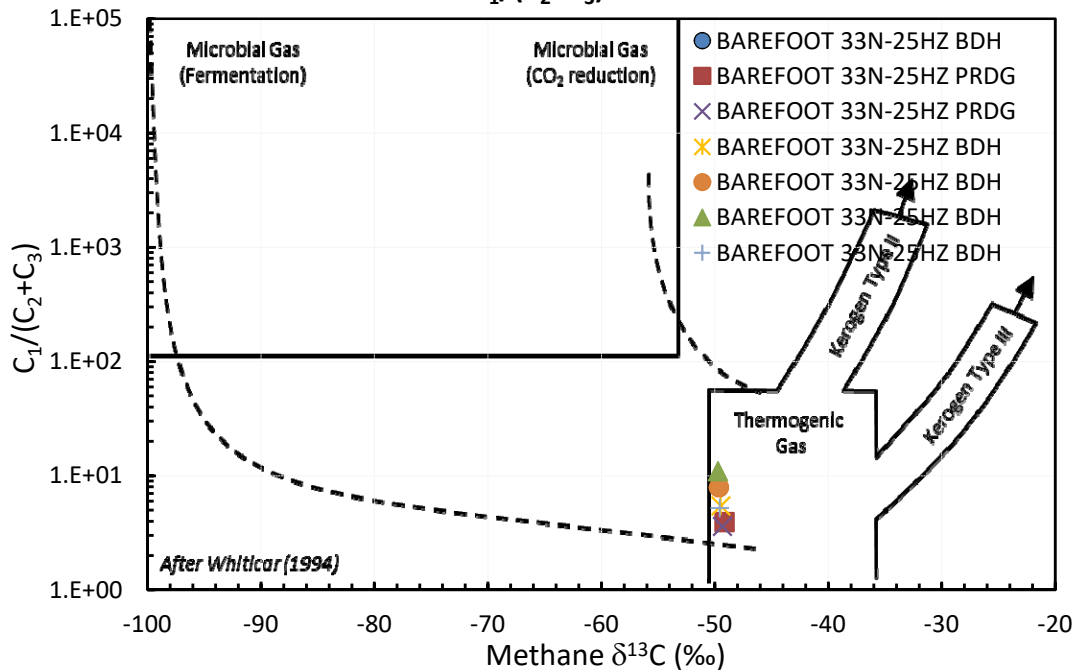 1.E+05
1.E+04
1.E+03
1.E+02
1.E+01
1.E+00
C₁/(C₂+C₃)
Microbial Gas
(Fermentation)
Microbial Gas
(CO₂ reduction)
BAREFOOT 33N-25HZ BDH
BAREFOOT 33N-25HZ PRDG
BAREFOOT 33N-25HZ PRDG
BAREFOOT 33N-25HZ BDH
BAREFOOT 33N-25HZ BDH
BAREFOOT 33N-25HZ BDH
BAREFOOT 33N-25HZ BDH
Kerogen Type II
Kerogen Type III
Thermogenic
Gas
After Whiticar (1994)
-100 -90 -80 -70 -60 -50 -40 -30 -20
Methane δ¹³C (‰)